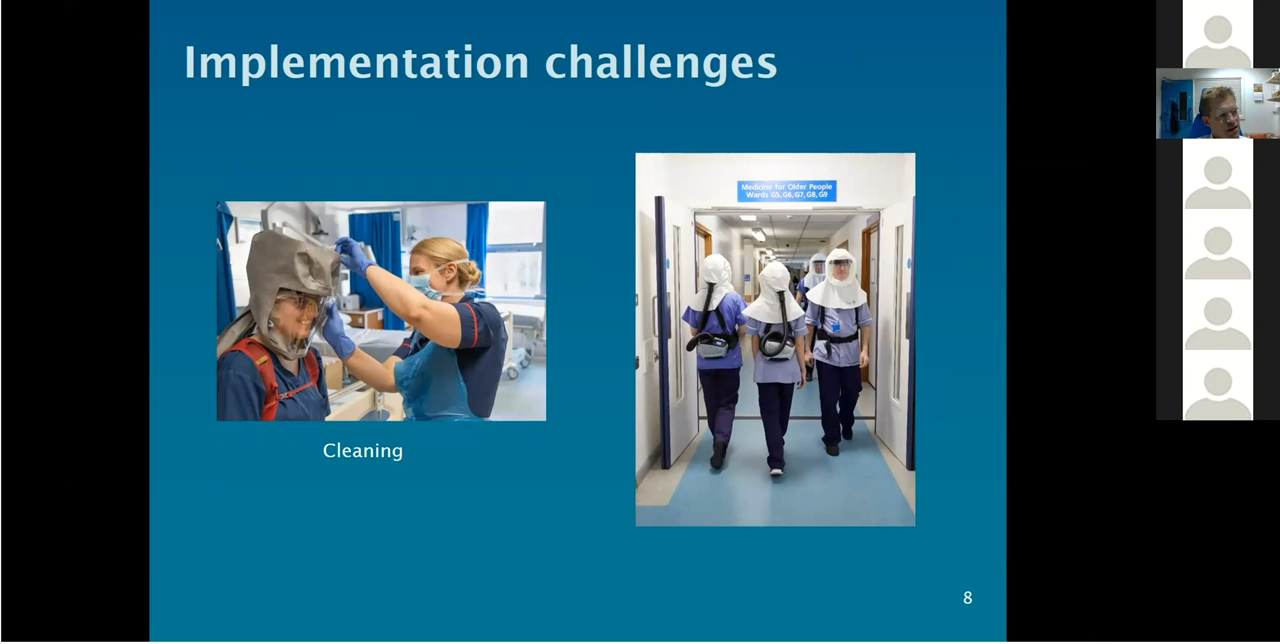 Implementation challenges
Medicine for Older People
Wards G5,G6,G7,G8,G9
Cleaning
8